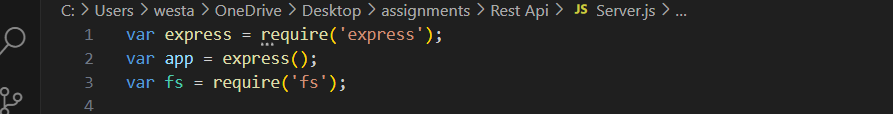 C: > Users > westa > OneDrive > Desktop > assignments > Rest Api > JS Server.js > ...
1 var express = require('express');
2 var app = express();
3 var fs = require('fs');
4